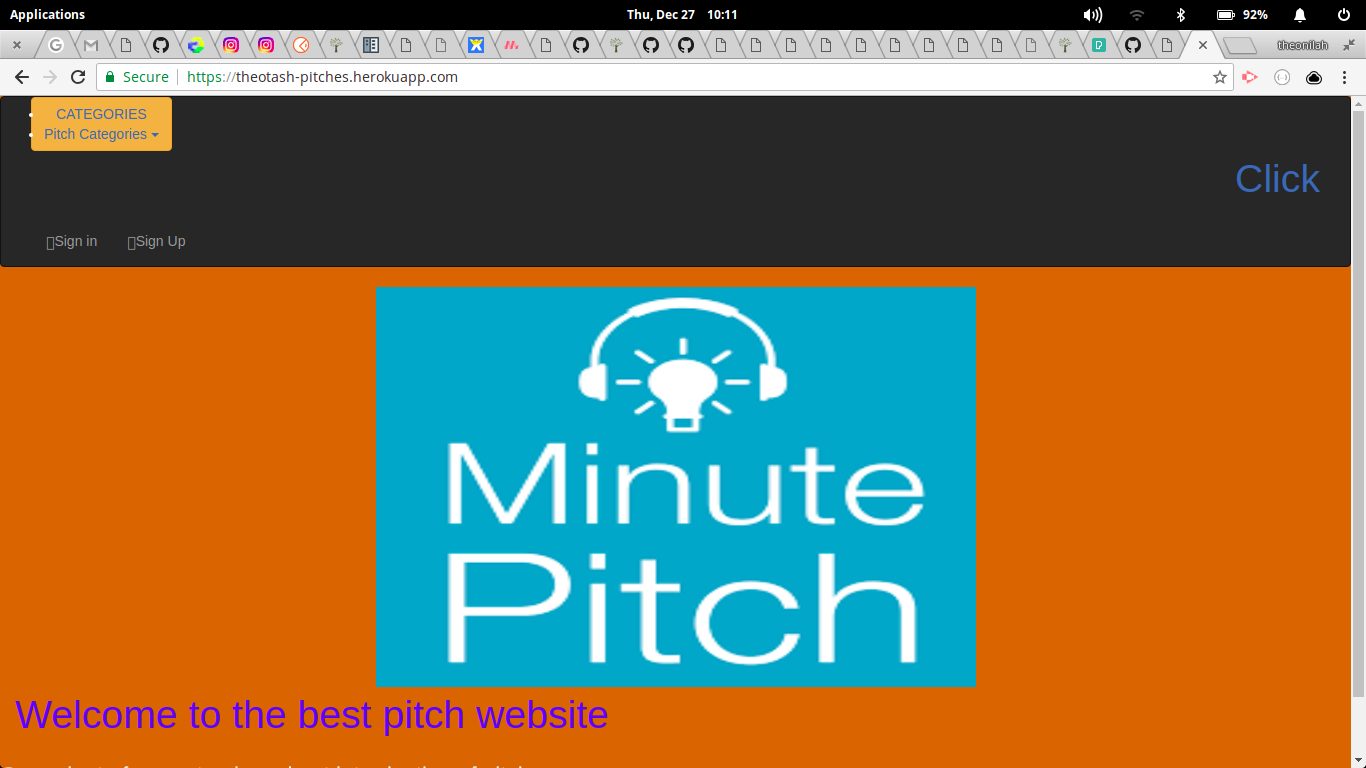 Applications
Thu, Dec 27 10:11
92%
theonilah
Secure
https://theotash-pitches.herokuapp.com
CATEGORIES
Pitch Categories
Click
Sign in
Sign Up
Minute
Pitch
Welcome to the best pitch website